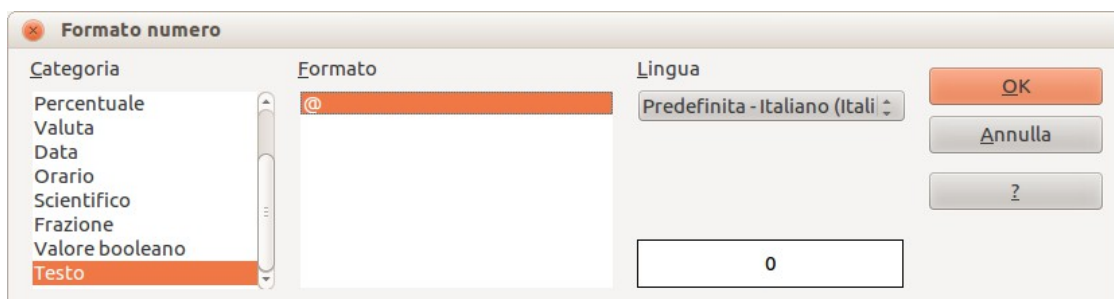 Formato numero
Categoria
Percentuale
Valuta
Data
Orario
Scientifico
Frazione
Valore booleano
Testo
Formato
@
Lingua
Predefinita - Italiano (Itali
0
OK
Annulla
?